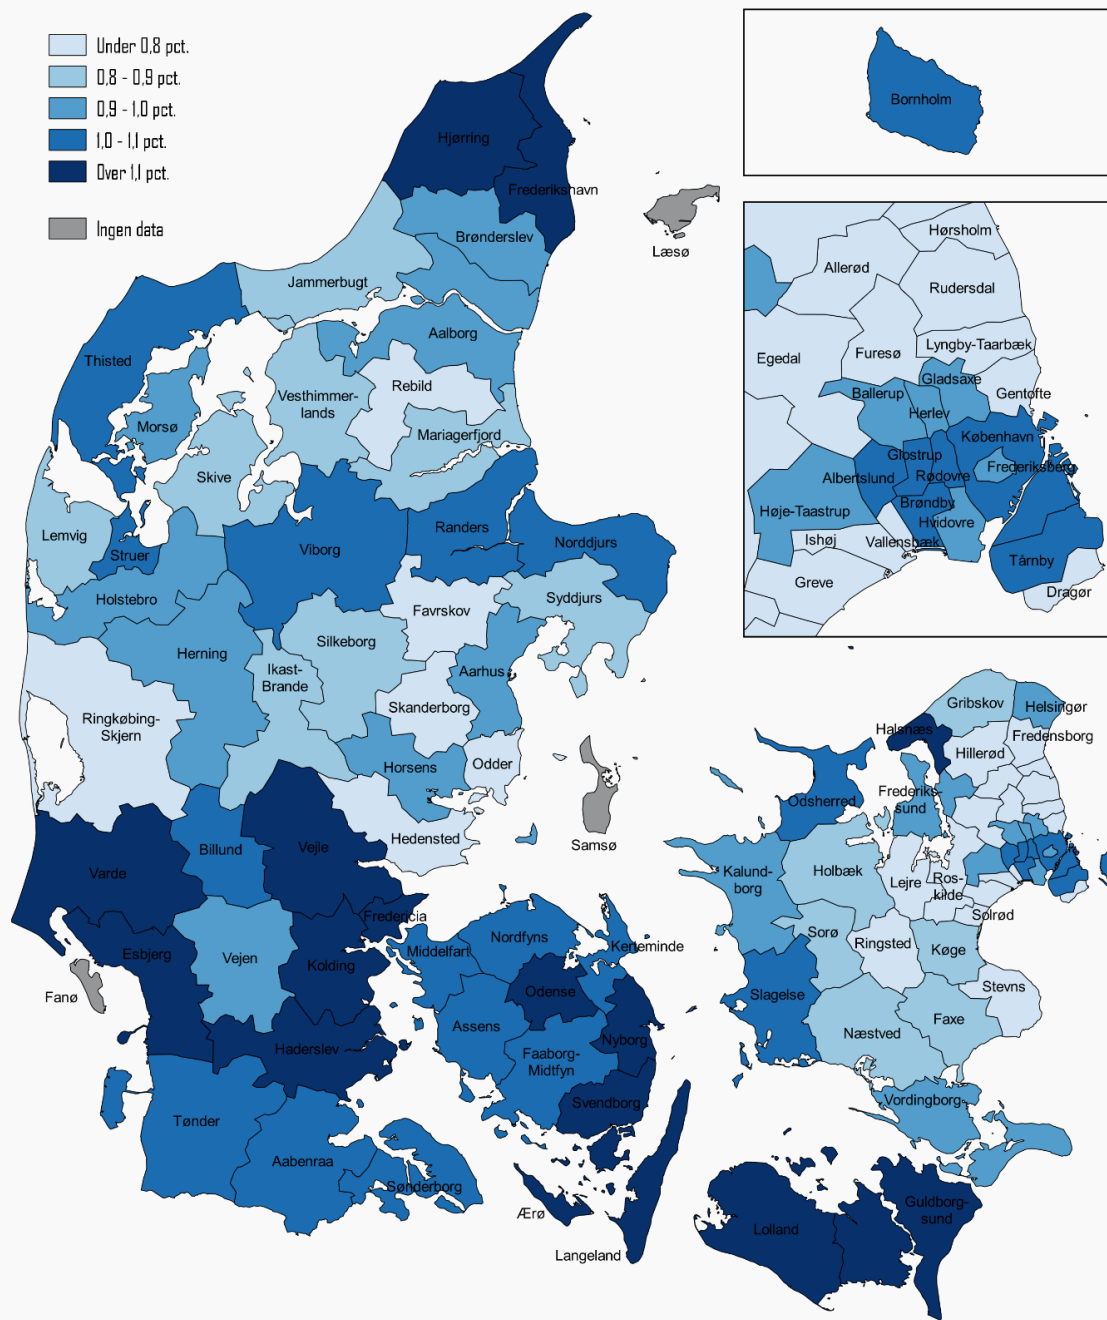 Under 0,8 pct.
0,8 - 0,9 pct.
0,9 - 1,0 pct.
1,0 - 1,1 pct.
Over 1,1 pct.
Ingen data
Hjørring
Frederikshavn
Læsø
Brønderslev
Jammerbugt
Aalborg
Thisted
Rebild
Vesthimmer-
lands
Morsø
Mariagerfjord
Skive
Lemvig
Struer
Viborg
Randers
Norddjurs
Holstebro
Favrskov
Syddjurs
Herning
Silkeborg
Ikast-
Brande
Aarhus
Skanderborg
Ringkøbing-
Skjern
Horsens
Odder
Hedensted
Samsø
Billund
Vejle
Varde
Fredericia
Esbjerg
Vejen
Kolding
Fanø
Haderslev
Tønder
Aabenraa
Sønderborg
Middelfart
Nordfyns
Kerteminde
Odense
Assens
Nyborg
Faaborg-
Midtfyn
Svendborg
Ærø
Langeland
Bornholm
Hørsholm
Allerød
Rudersdal
Egedal
Furesø
Lyngby-Taarbæk
Gladsaxe
Ballerup
Gentofte
Herlev
København
Glostrup
Frederiksberg
Albertslund
Rødovre
Brøndby
Høje-Taastrup
Hvidovre
Ishøj
Vallensbæk
Greve
Tårnby
Dragør
Gribskov
Helsingør
Halsnæs
Fredensborg
Hillerød
Odsherred
Frederiks-
sund
Kalund-
borg
Holbæk
Lejre
Ros-
kilde
Solrød
Sorø
Ringsted
Køge
Slagelse
Stevns
Næstved
Faxe
Vordingborg
Lolland
Guldborg-
sund